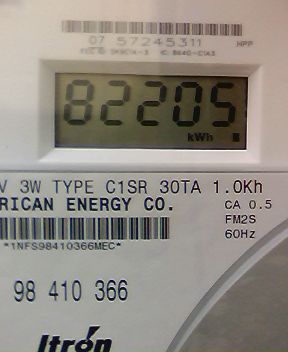 07 57245311 HPP
82205
kWh
V 3W TYPE C1SR 30TA 1.0Kh
RICAN ENERGY CO. CA 0.5
FM2S
*1NFS98410366MEC* 60Hz
98 410 366
Itron